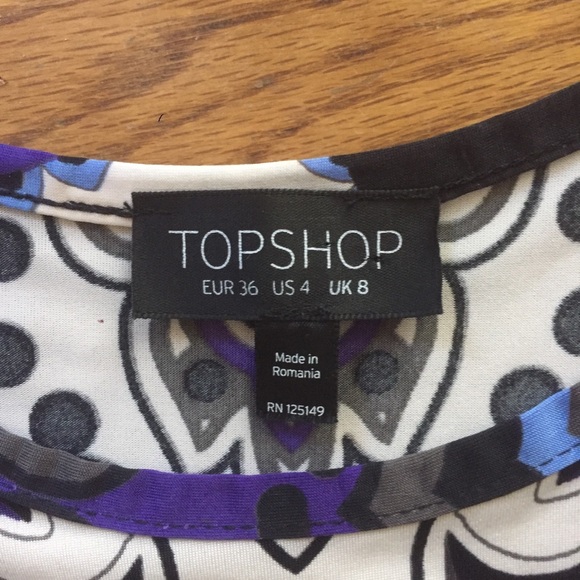 TOPSHOP
EUR 36 US 4 UK 8
Made in
Romania
RN 125149